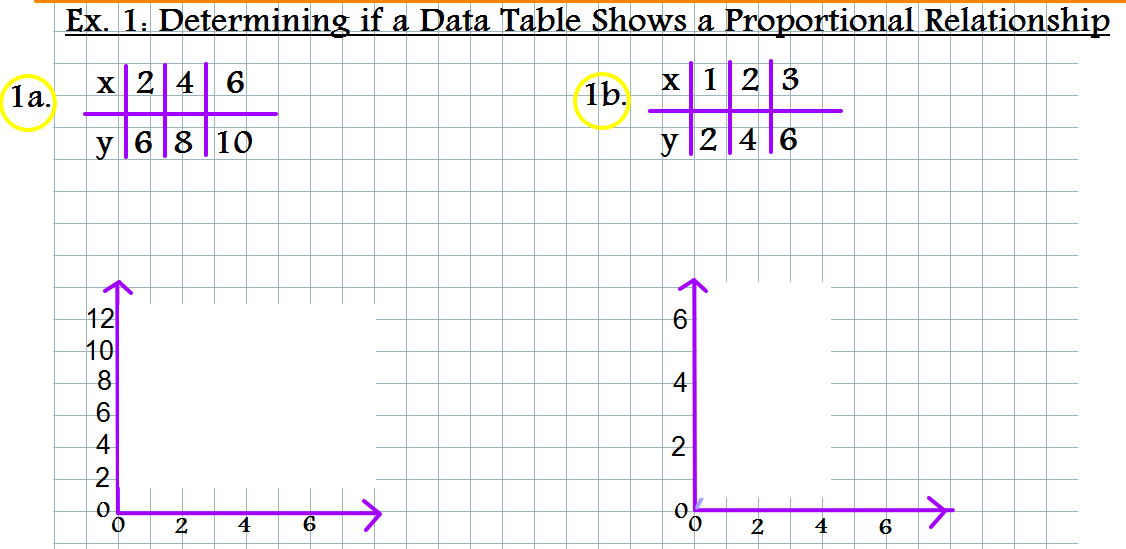 Ex. 1: Determining if a Data Table Shows a Proportional Relationship
1a.
x 2 4 6
y 6 8 10
1b.
x 1 2 3
y 2 4 6
12
10
8
6
4
2
0
0 2 4 6
6
4
2
0
0 2 4 6